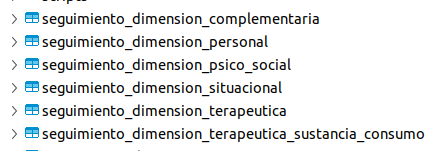 seguimiento_dimension_complementaria
seguimiento_dimension_personal
seguimiento_dimension_psico_social
seguimiento_dimension_situacional
seguimiento_dimension_terapeutica
seguimiento_dimension_terapeutica_sustancia_consumo